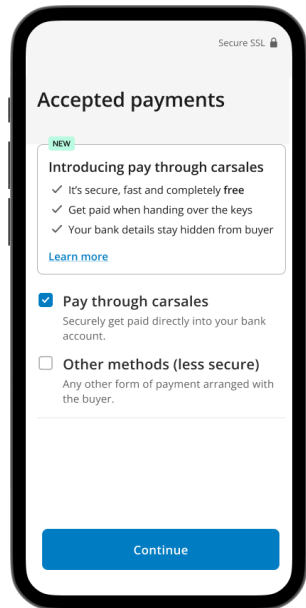 Secure SSL
Accepted payments
NEW
Introducing pay through carsales
It's secure, fast and completely free
Get paid when handing over the keys
Your bank details stay hidden from buyer
Learn more
Pay through carsales
Securely get paid directly into your bank
account.
Other methods (less secure)
Any other form of payment arranged with
the buyer.
Continue